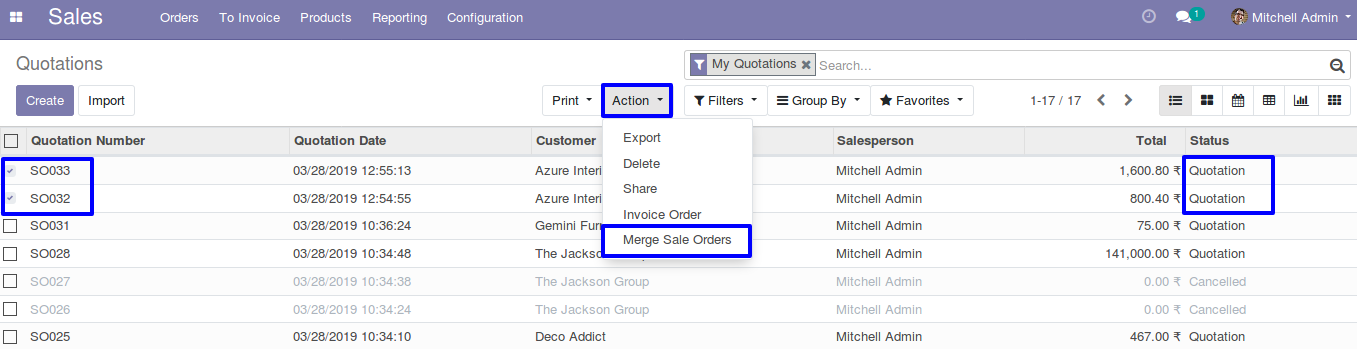 Sales Orders To Invoice Products Reporting Configuration 1 Mitchell Admin
Quotations My Quotations Search...
Create Import Print Action Filters Group By Favorites 1-17 / 17
Quotation Number Quotation Date Customer Salesperson Total Status
Export
Delete
Share
Invoice Order
Merge Sale Orders
SO033 03/28/2019 12:55:13 Azure Interi Mitchell Admin 1,600.80 ₹ Quotation
SO032 03/28/2019 12:54:55 Azure Interi Mitchell Admin 800.40 ₹ Quotation
SO031 03/28/2019 10:36:24 Gemini Furn Mitchell Admin 75.00 ₹ Quotation
SO028 03/28/2019 10:34:48 The Jackson Group Mitchell Admin 141,000.00 ₹ Quotation
SO027 03/28/2019 10:34:38 The Jackson Group Mitchell Admin 0.00 ₹ Cancelled
SO026 03/28/2019 10:34:24 The Jackson Group Mitchell Admin 0.00 ₹ Cancelled
SO025 03/28/2019 10:34:10 Deco Addict Mitchell Admin 467.00 ₹ Quotation